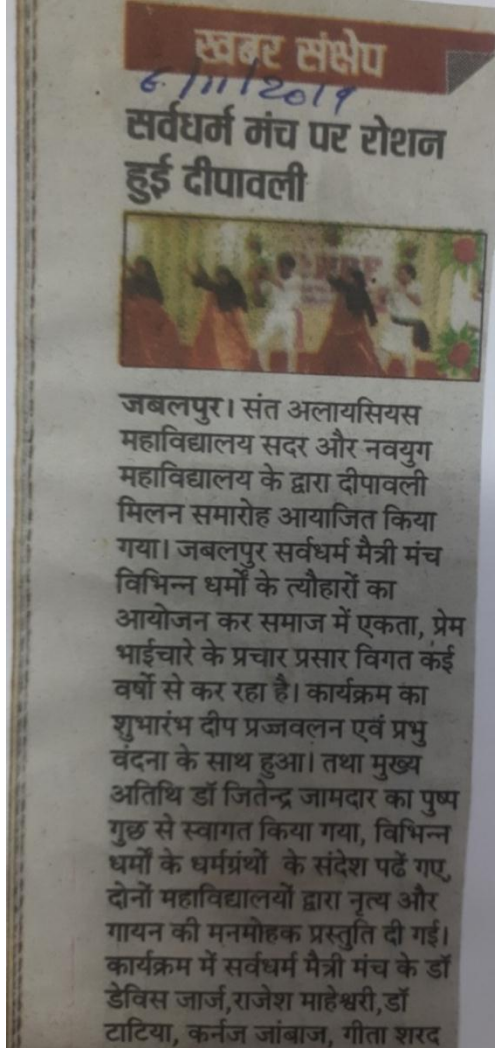 खबर संक्षेप
6/11/2019
सर्वधर्म मंच पर रोशन
हुई दीपावली
जबलपुर। संत अलायसियस
महाविद्यालय सदर और नवयुग
महाविद्यालय के द्वारा दीपावली
मिलन समारोह आयाजित किया
गया। जबलपुर सर्वधर्म मैत्री मंच
विभिन्न धर्मों के त्यौहारों का
आयोजन कर समाज में एकता, प्रेम
भाईचारे के प्रचार प्रसार विगत कई
वर्षो से कर रहा है। कार्यक्रम का
शुभारंभ दीप प्रज्जवलन एवं प्रभु
वंदना के साथ हुआ। तथा मुख्य
अतिथि डॉ जितेन्द्र जामदार का पुष्प
गुछ से स्वागत किया गया, विभिन्न
धर्मों के धर्मग्रंथों के संदेश पढें गए,
दोनों महाविद्यालयों द्वारा नृत्य और
गायन की मनमोहक प्रस्तुति दी गई।
कार्यक्रम में सर्वधर्म मैत्री मंच के डॉ
डेविस जार्ज,राजेश माहेश्वरी,डॉ
टाटिया, कर्नज जांबाज, गीता शरद